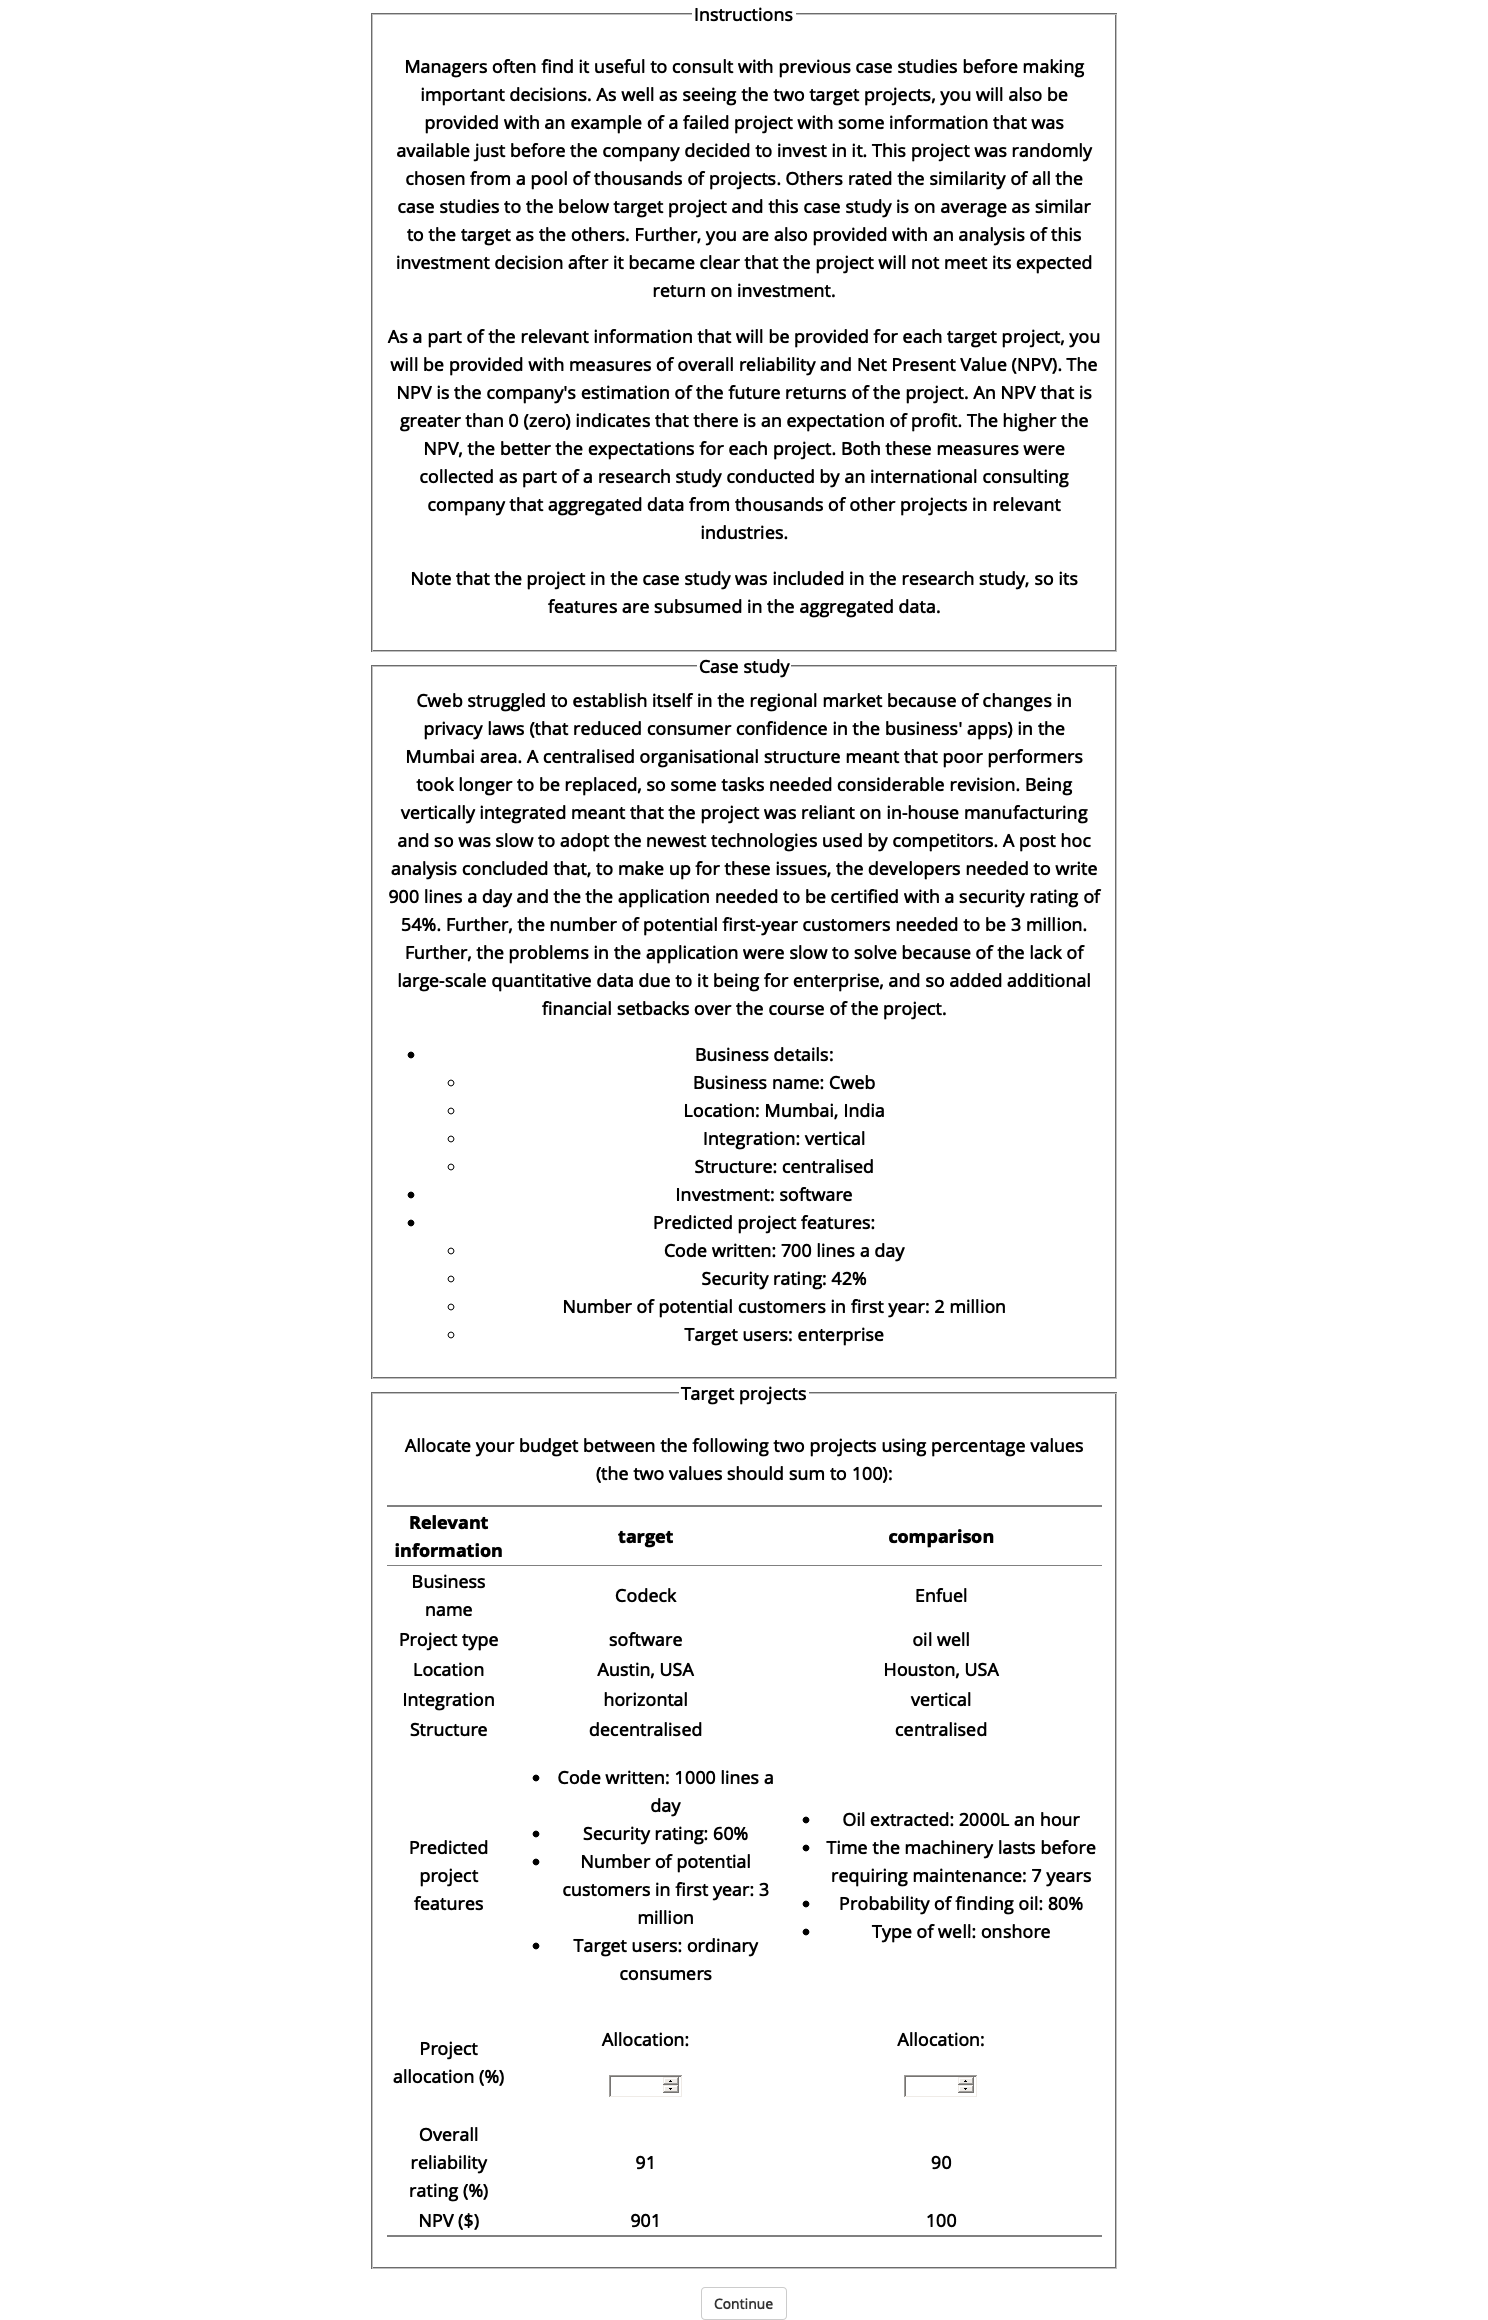 Instructions
Managers often find it useful to consult with previous case studies before making
important decisions. As well as seeing the two target projects, you will also be
provided with an example of a failed project with some information that was
available just before the company decided to invest in it. This project was randomly
chosen from a pool of thousands of projects. Others rated the similarity of all the
case studies to the below target project and this case study is on average as similar
to the target as the others. Further, you are also provided with an analysis of this
investment decision after it became clear that the project will not meet its expected
return on investment.
As a part of the relevant information that will be provided for each target project, you
will be provided with measures of overall reliability and Net Present Value (NPV). The
NPV is the company's estimation of the future returns of the project. An NPV that is
greater than 0 (zero) indicates that there is an expectation of profit. The higher the
NPV, the better the expectations for each project. Both these measures were
collected as part of a research study conducted by an international consulting
company that aggregated data from thousands of other projects in relevant
industries.
Note that the project in the case study was included in the research study, so its
features are subsumed in the aggregated data.
Case study
Cweb struggled to establish itself in the regional market because of changes in
privacy laws (that reduced consumer confidence in the business' apps) in the
Mumbai area. A centralised organisational structure meant that poor performers
took longer to be replaced, so some tasks needed considerable revision. Being
vertically integrated meant that the project was reliant on in-house manufacturing
and so was slow to adopt the newest technologies used by competitors. A post hoc
analysis concluded that, to make up for these issues, the developers needed to write
900 lines a day and the the application needed to be certified with a security rating of
54%. Further, the number of potential first-year customers needed to be 3 million.
Further, the problems in the application were slow to solve because of the lack of
large-scale quantitative data due to it being for enterprise, and so added additional
financial setbacks over the course of the project.
• Business details:
◦ Business name: Cweb
◦ Location: Mumbai, India
◦ Integration: vertical
◦ Structure: centralised
• Investment: software
• Predicted project features:
◦ Code written: 700 lines a day
◦ Security rating: 42%
◦ Number of potential customers in first year: 2 million
◦ Target users: enterprise
Target projects
Allocate your budget between the following two projects using percentage values
(the two values should sum to 100):
Relevant
information
target
comparison
Business
name
Codeck
Enfuel
Project type
software
oil well
Location
Austin, USA
Houston, USA
Integration
horizontal
vertical
Structure
decentralised
centralised
Predicted
project
features
• Code written: 1000 lines a
day
• Security rating: 60%
• Number of potential
customers in first year: 3
million
• Target users: ordinary
consumers
• Oil extracted: 2000L an hour
• Time the machinery lasts before
requiring maintenance: 7 years
• Probability of finding oil: 80%
• Type of well: onshore
Project
allocation (%)
Allocation:
Allocation:
Overall
reliability
rating (%)
91
90
NPV ($)
901
100
Continue